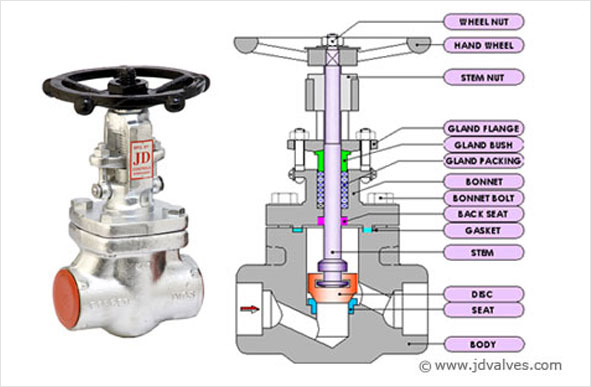 WHEEL NUT
HAND WHEEL
STEM NUT
GLAND FLANGE
GLAND BUSH
GLAND PACKING
BONNET
BONNET BOLT
BACK SEAT
GASKET
STEM
DISC
SEAT
BODY
JD
© www.jdvalves.com